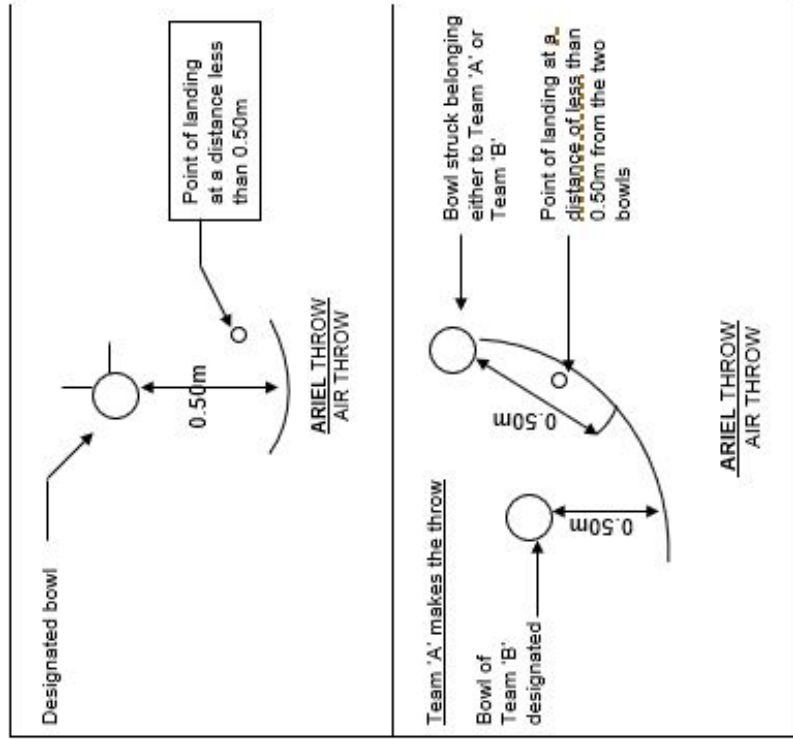 Designated bowl
Point of landing
at a distance less
than 0.50m
0.50m
ARIEL THROW
AIR THROW
Team 'A' makes the throw
Bowl of
Team 'B'
designated
Bowl struck belonging
either to Team 'A' or
Team 'B'
Point of landing at a
distance of less than
0.50m from the two
bowls
0.50m
0.50m
ARIEL THROW
AIR THROW